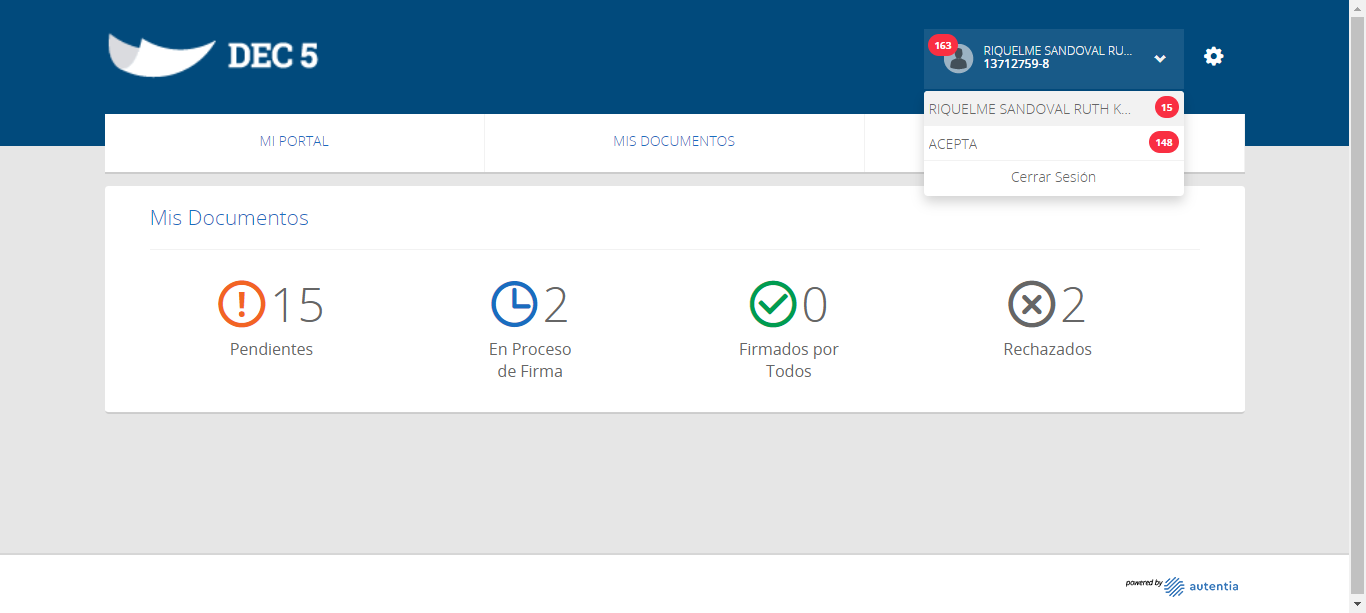 DEC 5
163
RIQUELME SANDOVAL RU...
13712759-8
RIQUELME SANDOVAL RUTH K...
15
ACEPTA
148
Cerrar Sesión
MI PORTAL
MIS DOCUMENTOS
Mis Documentos
15
Pendientes
2
En Proceso
de Firma
0
Firmados por
Todos
2
Rechazados
powered by
autentia